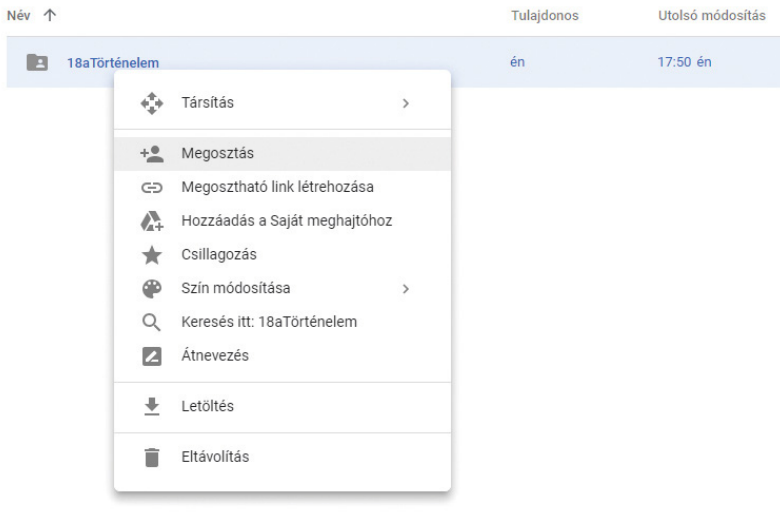 Név Tulajdonos Utolsó módosítás
18aTörténelem én 17:50 én
Társítás
Megosztás
Megosztható link létrehozása
Hozzáadás a Saját meghajtóhoz
Csillagozás
Szín módosítása
Keresés itt: 18aTörténelem
Átnevezés
Letöltés
Eltávolítás